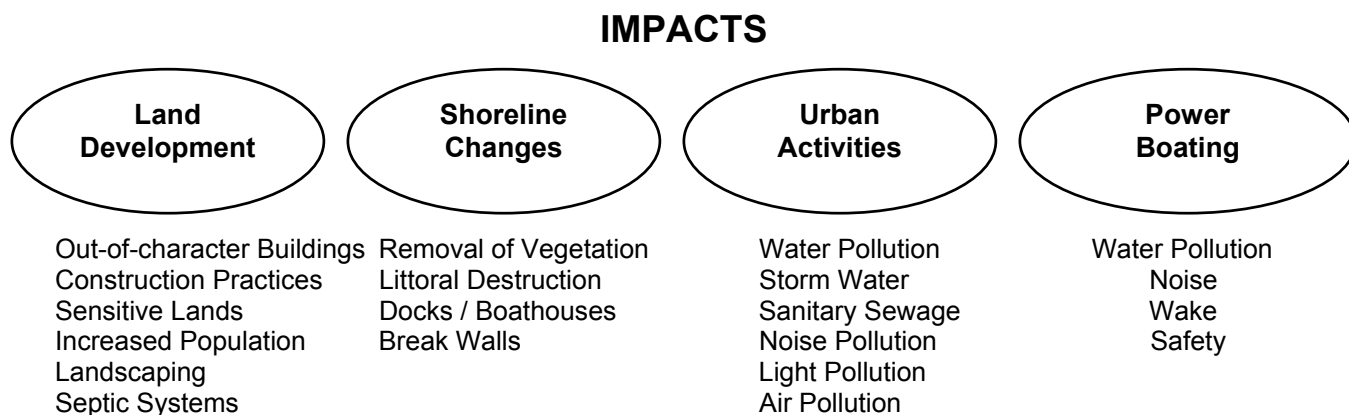 IMPACTS
Land
Development
Shoreline
Changes
Urban
Activities
Power
Boating
Out-of-character Buildings
Construction Practices
Sensitive Lands
Increased Population
Landscaping
Septic Systems
Removal of Vegetation
Littoral Destruction
Docks / Boathouses
Break Walls
Water Pollution
Storm Water
Sanitary Sewage
Noise Pollution
Light Pollution
Air Pollution
Water Pollution
Noise
Wake
Safety